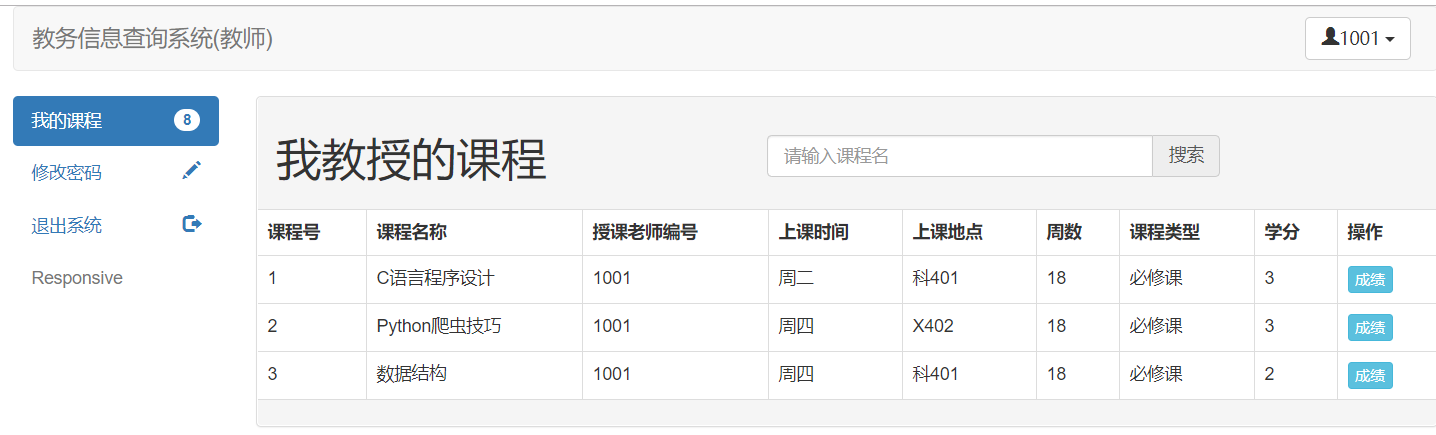 教务信息查询系统(教师)
1001
我的课程 8
修改密码
退出系统
Responsive
我教授的课程
请输入课程名 搜索
课程号 课程名称 授课老师编号 上课时间 上课地点 周数 课程类型 学分 操作
1 C语言程序设计 1001 周二 科401 18 必修课 3 成绩
2 Python爬虫技巧 1001 周四 X402 18 必修课 3 成绩
3 数据结构 1001 周四 科401 18 必修课 2 成绩